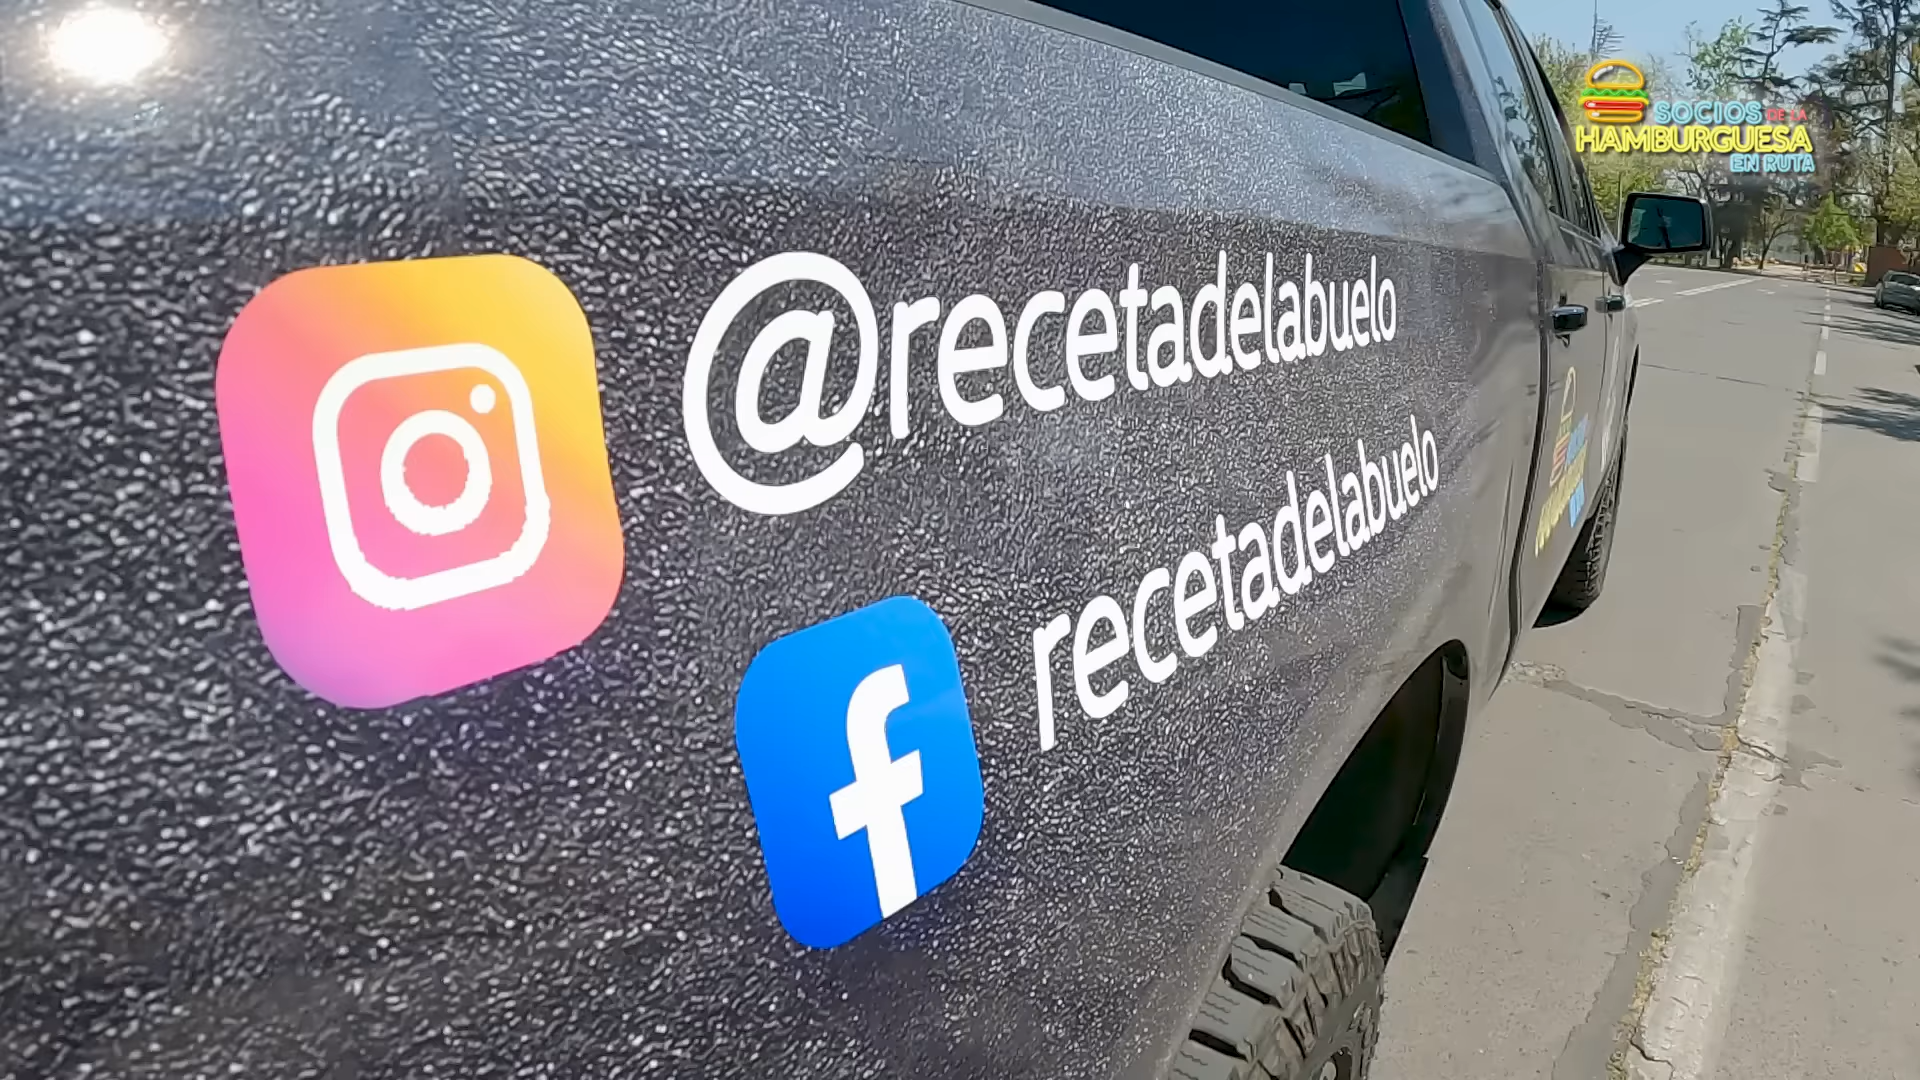 SOCIOS DE LA
HAMBURGUESA
EN RUTA
@recetadelabuelo
recetadelabuelo